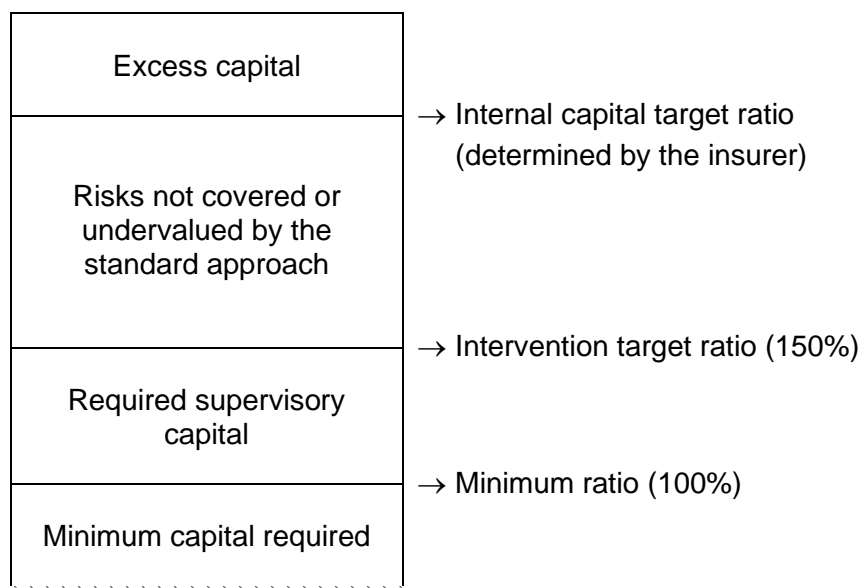 Excess capital
→ Internal capital target ratio
(determined by the insurer)
Risks not covered or
undervalued by the
standard approach
→ Intervention target ratio (150%)
Required supervisory
capital
→ Minimum ratio (100%)
Minimum capital required